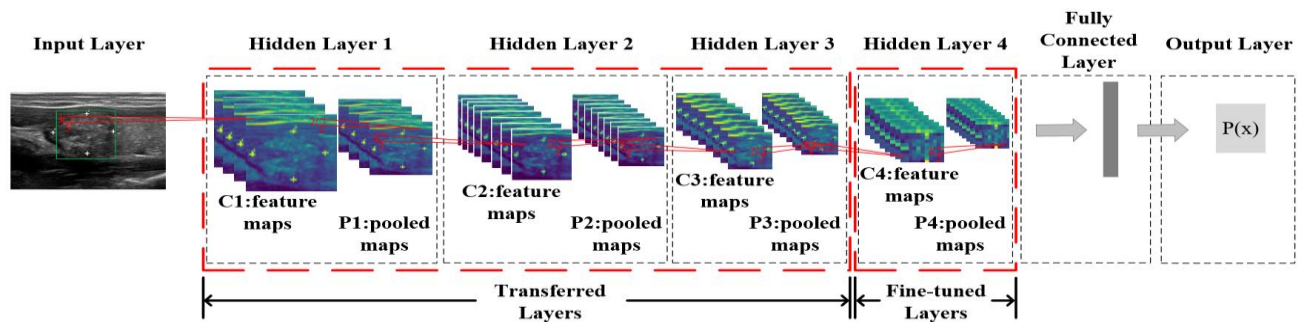 Input Layer
Hidden Layer 1
Hidden Layer 2
Hidden Layer 3
Hidden Layer 4
Fully
Connected
Layer
Output Layer
C1:feature
maps
P1:pooled
maps
C2:feature
maps
P2:pooled
maps
C3:feature
maps
P3:pooled
maps
C4:feature
maps
P4:pooled
maps
P(x)
Transferred
Layers
Fine-tuned
Layers